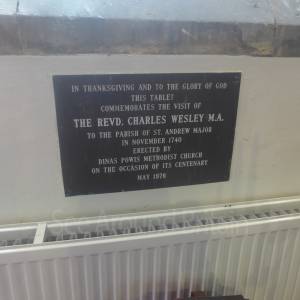 IN THANKSGIVING AND TO THE GLORY OF GOD
THIS TABLET
COMMEMORATES THE VISIT OF
THE REVD. CHARLES WESLEY M.A.
TO THE PARISH OF ST. ANDREW MAJOR
IN NOVEMBER 1740
ERECTED BY
DINAS POWIS METHODIST CHURCH
ON THE OCCASION OF ITS CENTENARY
MAY 1976